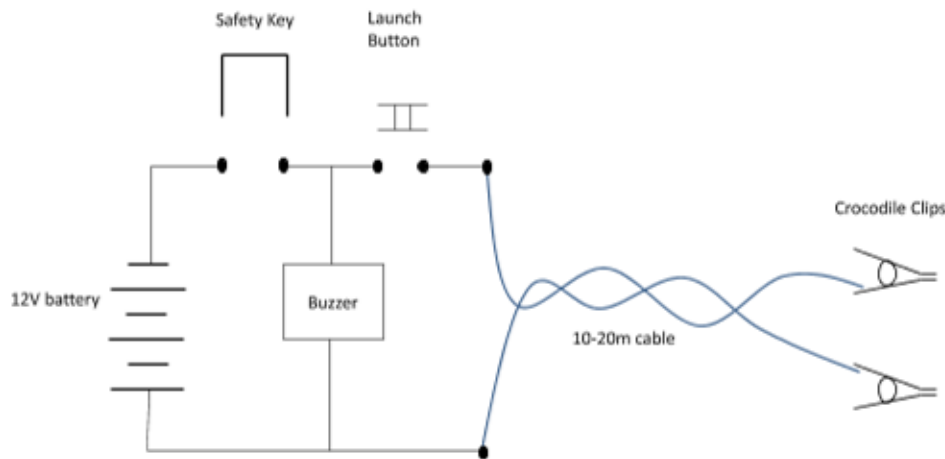 Safety Key
Launch
Button
Crocodile Clips
12V battery
Buzzer
10-20m cable